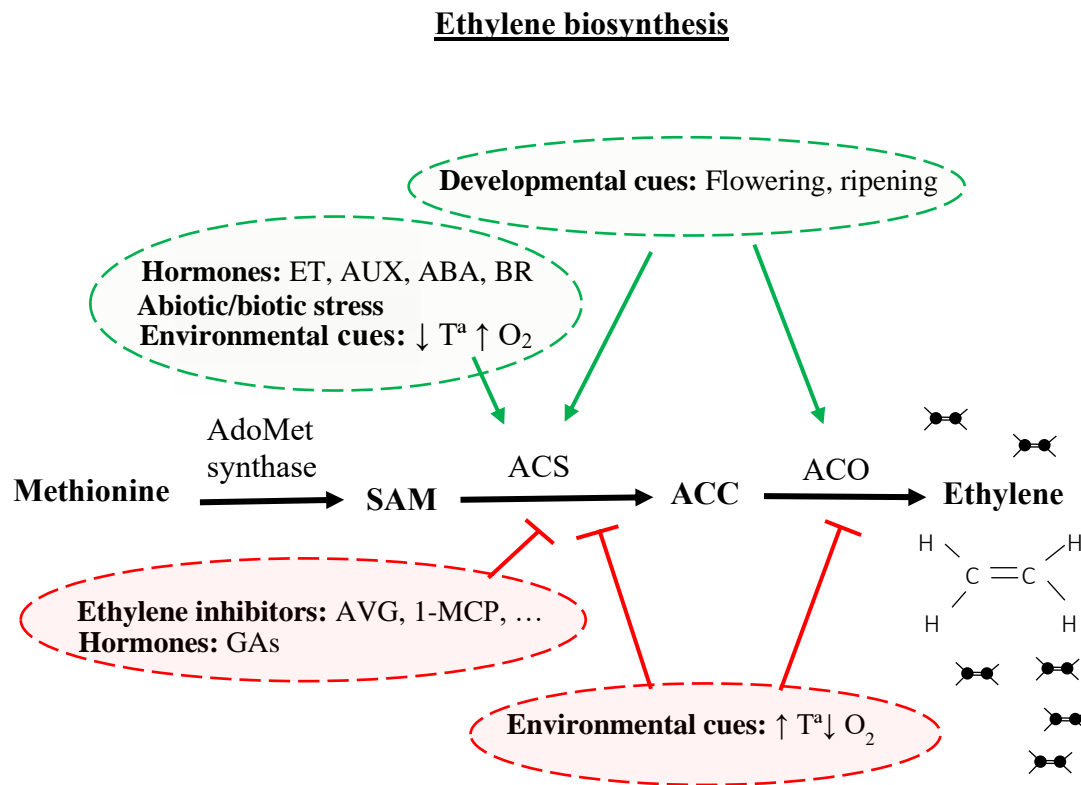 Ethylene biosynthesis
Developmental cues: Flowering, ripening
Hormones: ET, AUX, ABA, BR
Abiotic/biotic stress
Environmental cues: ↓ Tª ↑ O₂
AdoMet
synthase
ACS
ACO
Methionine
SAM
ACC
Ethylene
H H
C C
H H
Ethylene inhibitors: AVG, 1-MCP, …
Hormones: GAs
Environmental cues: ↑ Tª↓ O₂